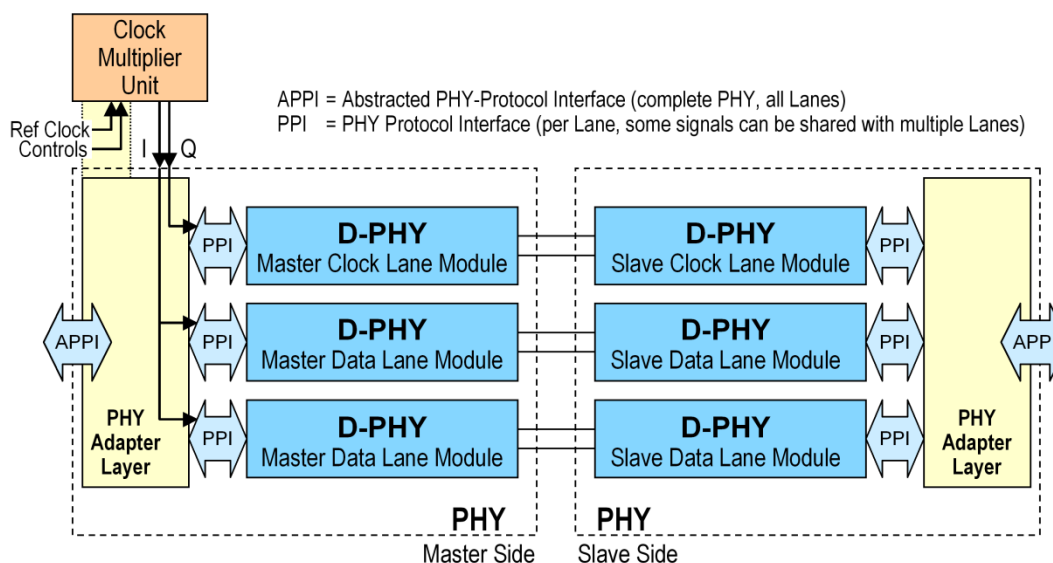 Clock
Multiplier
Unit
APPI = Abstracted PHY-Protocol Interface (complete PHY, all Lanes)
PPI = PHY Protocol Interface (per Lane, some signals can be shared with multiple Lanes)
Ref Clock
Controls
I
Q
PPI
D-PHY
Master Clock Lane Module
D-PHY
Slave Clock Lane Module
PPI
APPI
PPI
D-PHY
Master Data Lane Module
D-PHY
Slave Data Lane Module
PPI
APP
PHY
Adapter
Layer
PPI
D-PHY
Master Data Lane Module
D-PHY
Slave Data Lane Module
PPI
PHY
Adapter
Layer
PHY
Master Side
PHY
Slave Side